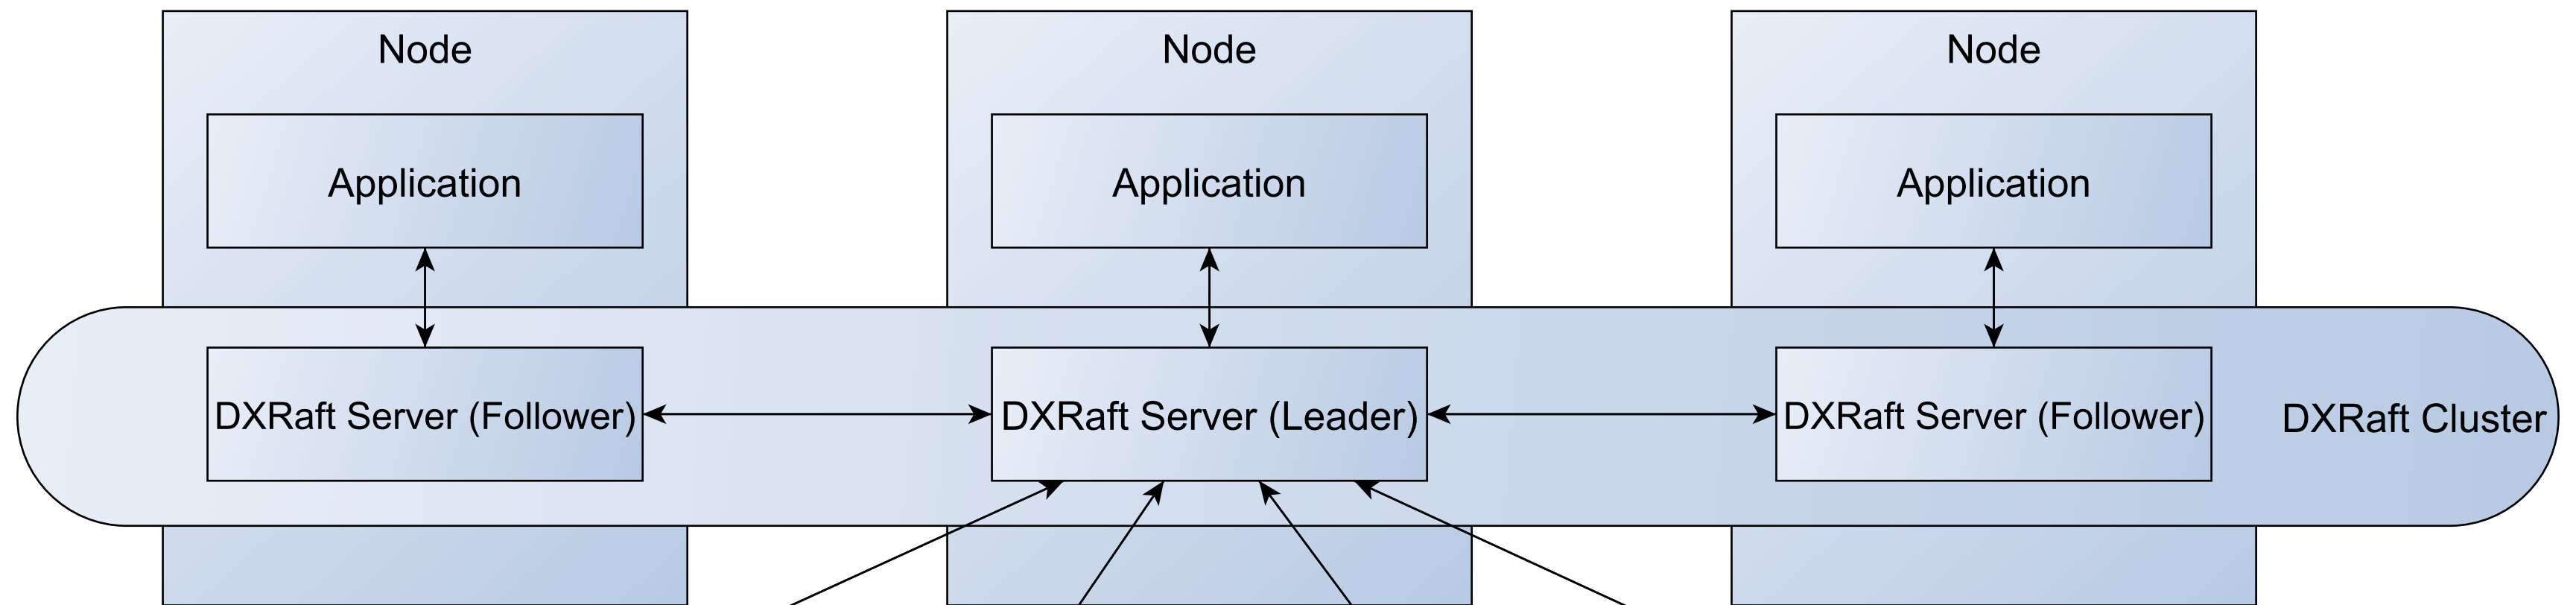 Node
Node
Node
Application
Application
Application
DXRaft Server (Follower)
DXRaft Server (Leader)
DXRaft Server (Follower)
DXRaft Cluster